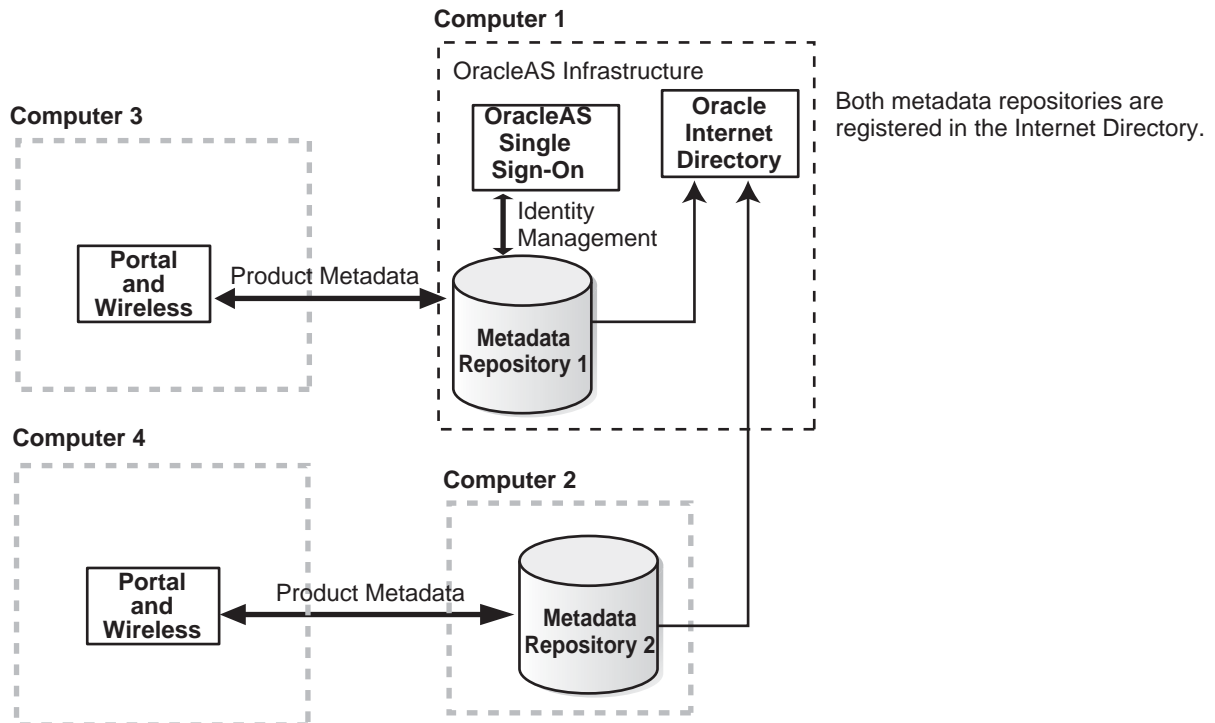 Computer 1
OracleAS Infrastructure
OracleAS
Single
Sign-On
Oracle
Internet
Directory
Both metadata repositories are
registered in the Internet Directory.
Identity
Management
Metadata
Repository 1
Computer 3
Portal
and
Wireless
Product Metadata
Computer 4
Portal
and
Wireless
Product Metadata
Computer 2
Metadata
Repository 2